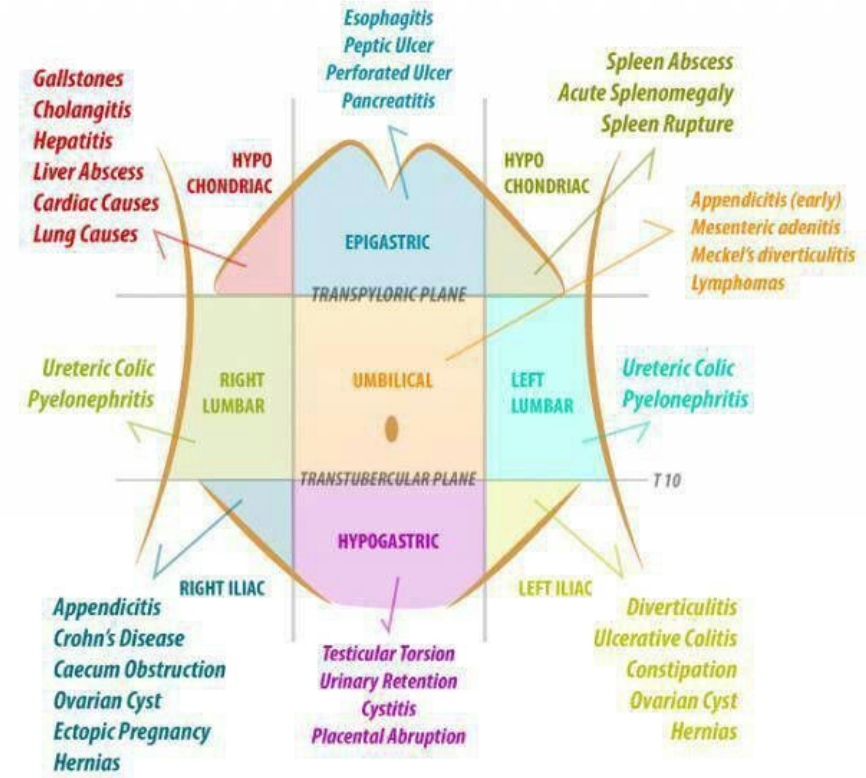 Esophagitis
Peptic Ulcer
Perforated Ulcer
Pancreatitis
Gallstones
Cholangitis
Hepatitis
Liver Abscess
Cardiac Causes
Lung Causes
Spleen Abscess
Acute Splenomegaly
Spleen Rupture
HYPO
CHONDRIAC
HYPO
CHONDRIAC
EPIGASTRIC
Appendicitis (early)
Mesenteric adenitis
Meckel's diverticulitis
Lymphomas
TRANSPYLORIC PLANE
Ureteric Colic
Pyelonephritis
RIGHT
LUMBAR
UMBILICAL
LEFT
LUMBAR
Ureteric Colic
Pyelonephritis
TRANSTUBERCULAR PLANE
T 10
HYPOGASTRIC
RIGHT ILIAC
LEFT ILIAC
Appendicitis
Crohn's Disease
Caecum Obstruction
Ovarian Cyst
Ectopic Pregnancy
Hernias
Testicular Torsion
Urinary Retention
Cystitis
Placental Abruption
Diverticulitis
Ulcerative Colitis
Constipation
Ovarian Cyst
Hernias